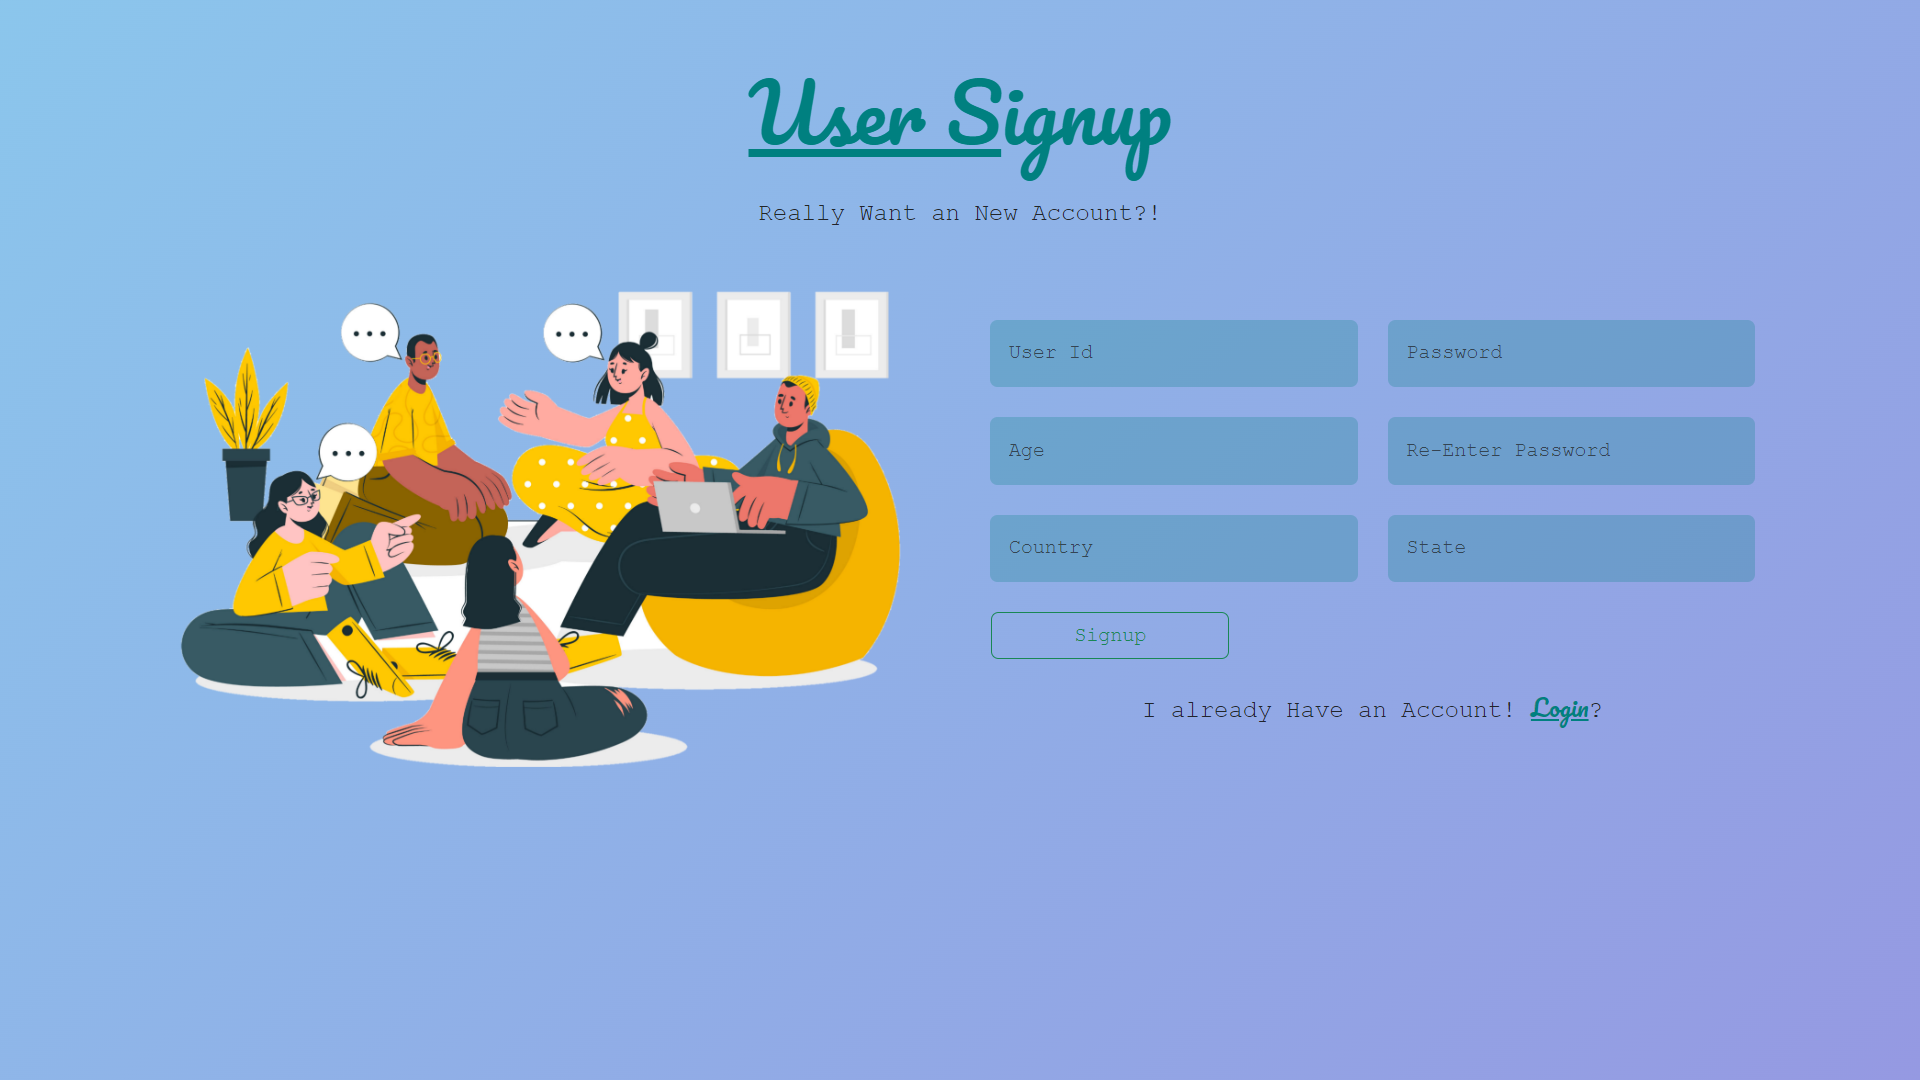 User Signup
Really Want an New Account?!
User Id
Password
Age
Re-Enter Password
Country
State
Signup
I already Have an Account! Login?